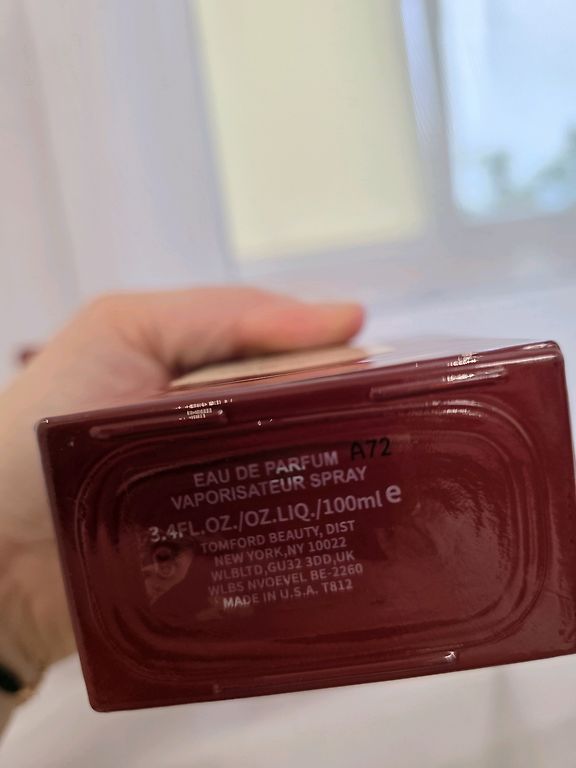 EAU DE PARFUM A72
VAPORISATEUR SPRAY
3.4FL.OZ./OZ.LIQ./100ml e
TOMFORD BEAUTY, DIST
NEW YORK,NY 10022
WLBLTD,GU32 3DD,UK
WLBS NVOEVEL BE-2260
MADE IN U.S.A. T812